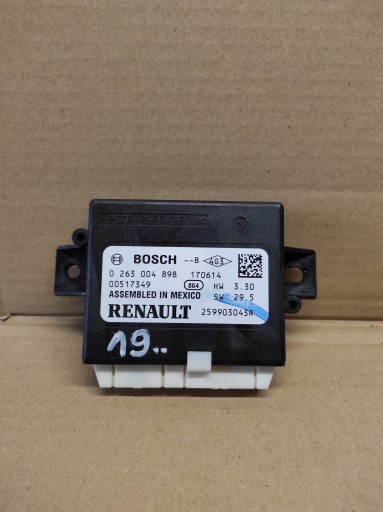 BOSCH --B 4G3
0 263 004 898 170614
00517349 864 HW 3.30
ASSEMBLED IN MEXICO SW 29.5
RENAULT 259903043R
19..